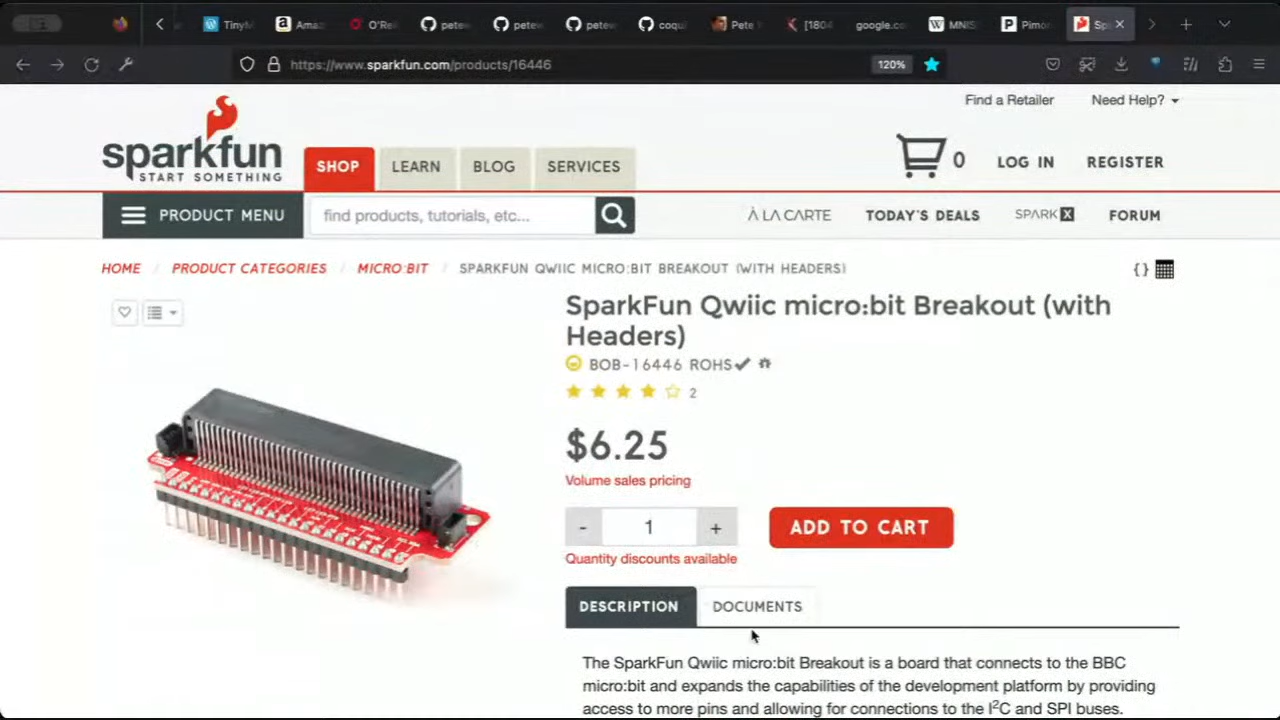 TinyM
Amaz
O'Re
petew
petew
petew
coqu
Pete
[1804
google.co
MNIS
Pimor
Sp
https://www.sparkfun.com/products/16446
120%
Find a Retailer
Need Help?
sparkfun
START SOMETHING
SHOP
LEARN
BLOG
SERVICES
0
LOG IN
REGISTER
PRODUCT MENU
find products, tutorials, etc...
À LA CARTE
TODAY'S DEALS
SPARK X
FORUM
HOME / PRODUCT CATEGORIES / MICRO:BIT / SPARKFUN QWIIC MICRO:BIT BREAKOUT (WITH HEADERS)
{}
SparkFun Qwiic micro:bit Breakout (with
Headers)
BOB-16446 ROHS
2
$6.25
Volume sales pricing
- 1 +
ADD TO CART
Quantity discounts available
DESCRIPTION
DOCUMENTS
The SparkFun Qwiic micro:bit Breakout is a board that connects to the BBC
micro:bit and expands the capabilities of the development platform by providing
access to more pins and allowing for connections to the I²C and SPI buses.